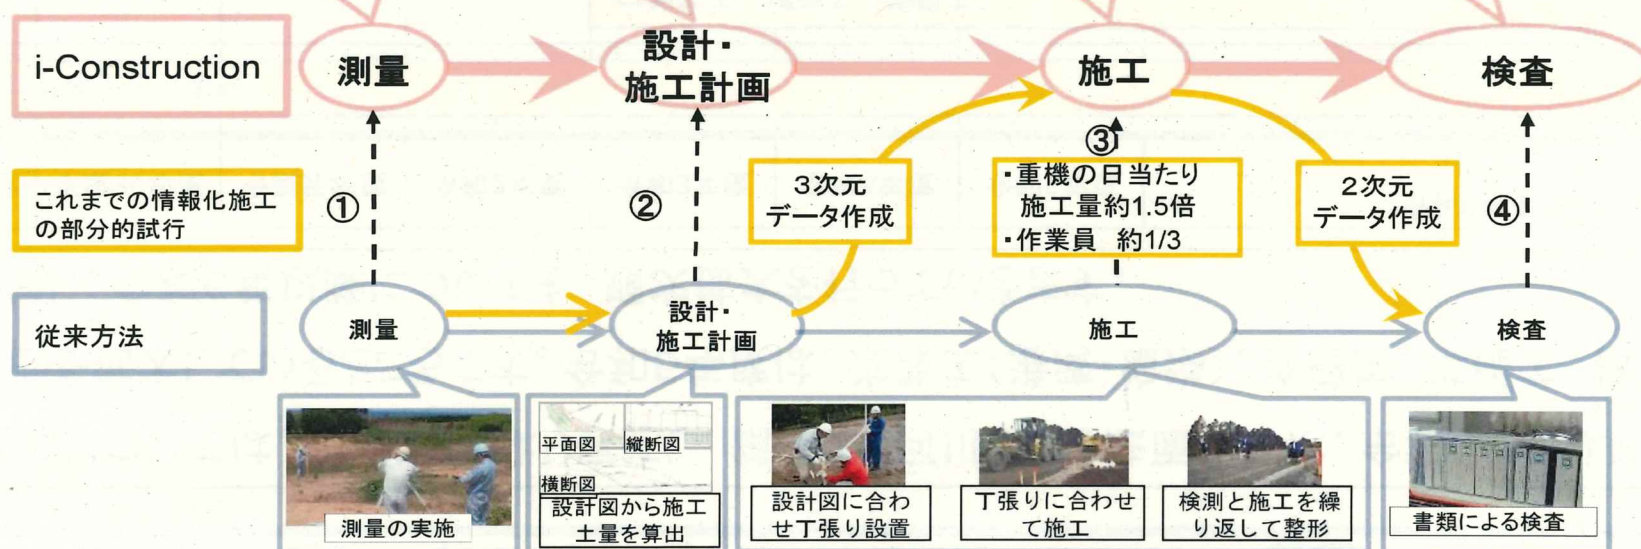 i-Construction
測量
設計・
施工計画
施工
検査
これまでの情報化施工
の部分的試行
①
②
3次元
データ作成
③
・重機の日当たり
施工量約1.5倍
・作業員 約1/3
2次元
データ作成
④
従来方法
測量
設計・
施工計画
施工
検査
測量の実施
平面図 縦断図
横断図
設計図から施工
土量を算出
設計図に合わ
せ丁張り設置
丁張りに合わせ
て施工
検測と施工を繰
り返して整形
書類による検査